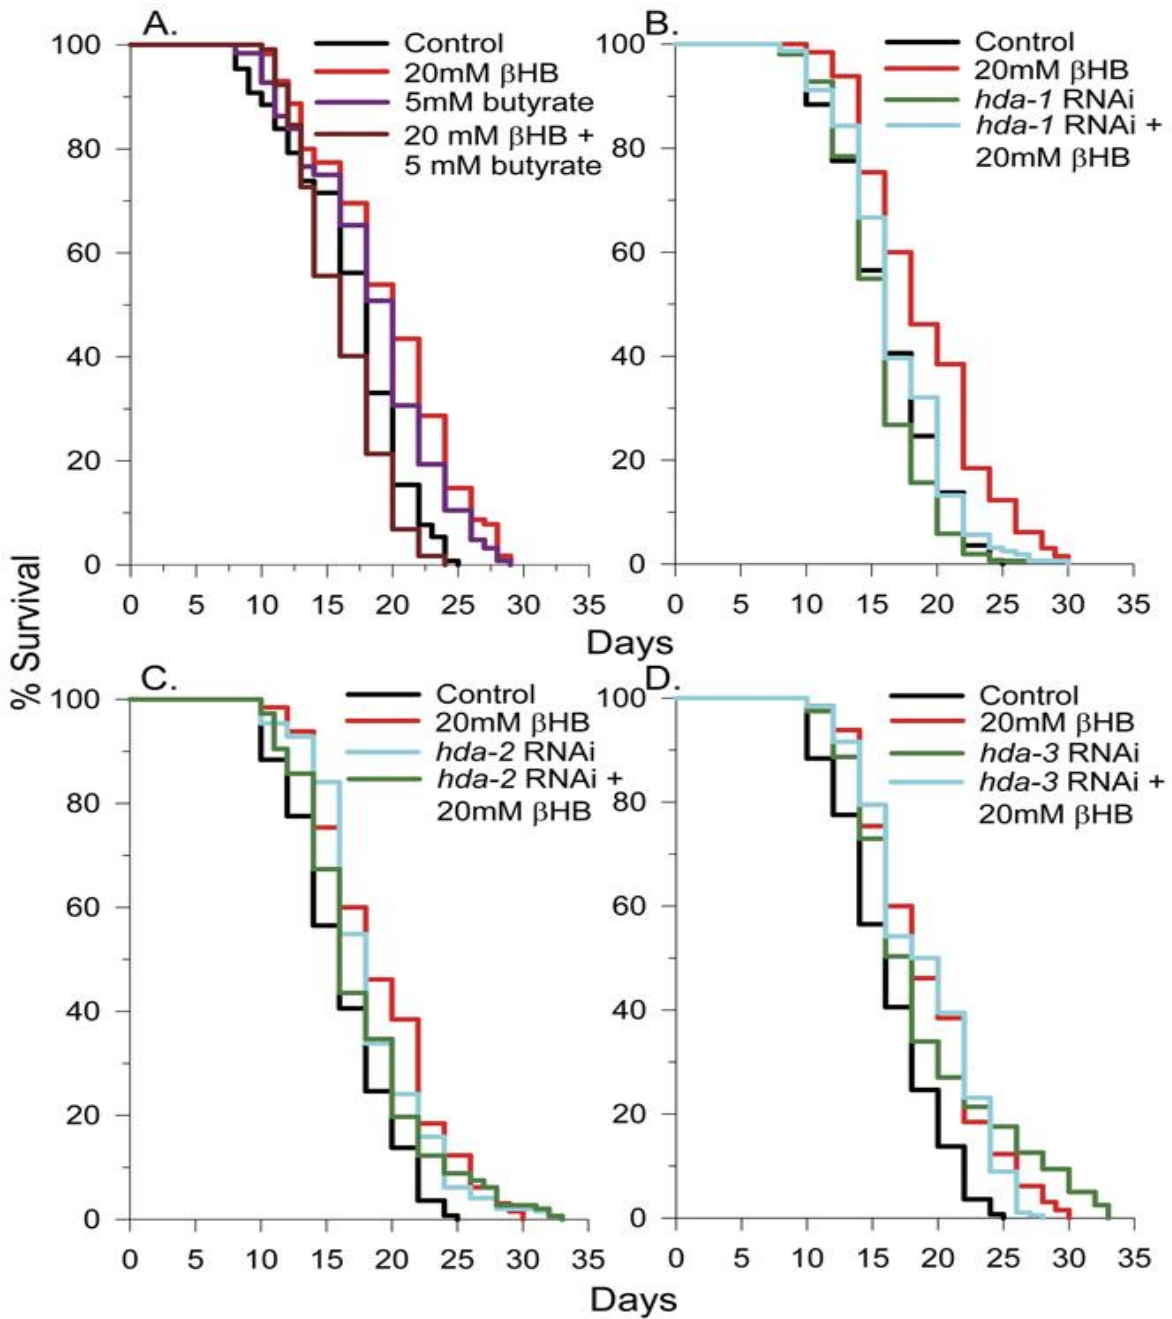 A.
Control
20mM βHB
5mM butyrate
20 mM βHB +
5 mM butyrate
100
80
60
40
20
0
0 5 10 15 20 25 30 35
B.
Control
20mM βHB
hda-1 RNAi
hda-1 RNAi +
20mM βHB
100
80
60
40
20
0
0 5 10 15 20 25 30 35
Days
% Survival
C.
Control
20mM βHB
hda-2 RNAi
hda-2 RNAi +
20mM βHB
100
80
60
40
20
0
0 5 10 15 20 25 30 35
D.
Control
20mM βHB
hda-3 RNAi
hda-3 RNAi +
20mM βHB
100
80
60
40
20
0
0 5 10 15 20 25 30 35
Days